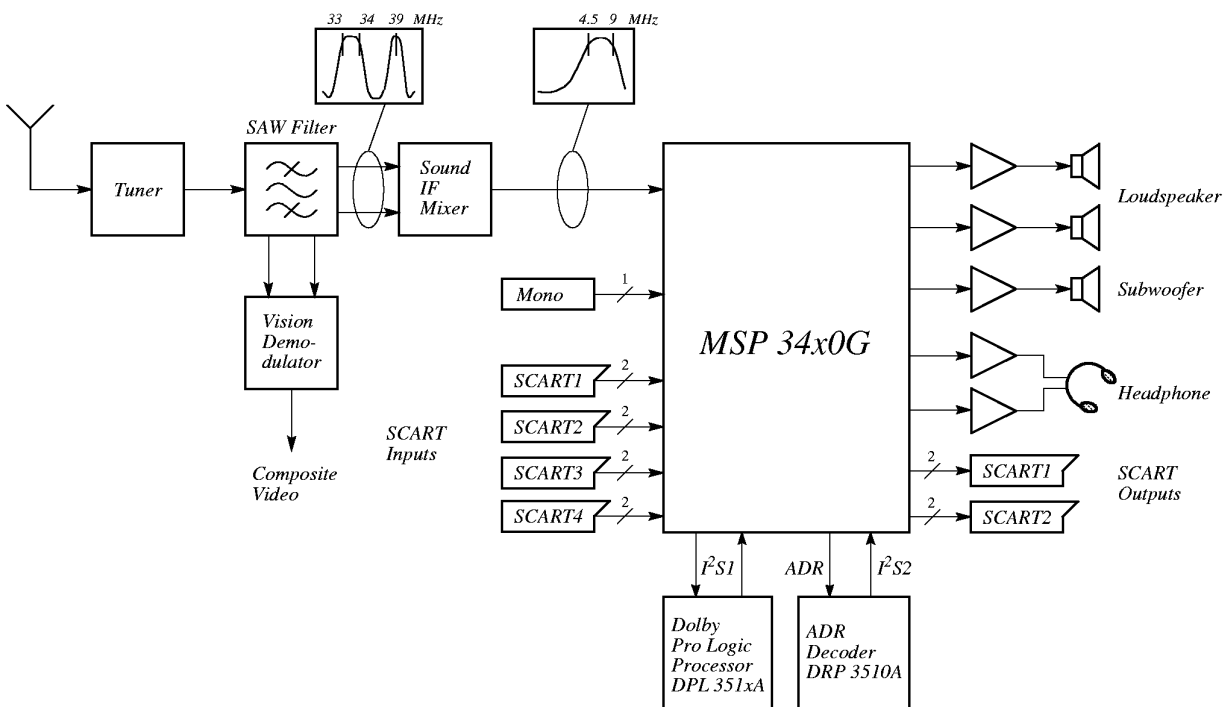 33 34 39 MHz
4.5 9 MHz
SAW Filter
Tuner
Sound
IF
Mixer
Loudspeaker
Mono
1
Subwoofer
Vision
Demo-
dulator
MSP 34x0G
SCART1
2
Headphone
SCART2
2
SCART
Inputs
SCART3
2
SCART4
2
2
SCART1
2
SCART2
SCART
Outputs
Composite
Video
I²S1
ADR
I²S2
Dolby
Pro Logic
Processor
DPL 351xA
ADR
Decoder
DRP 3510A